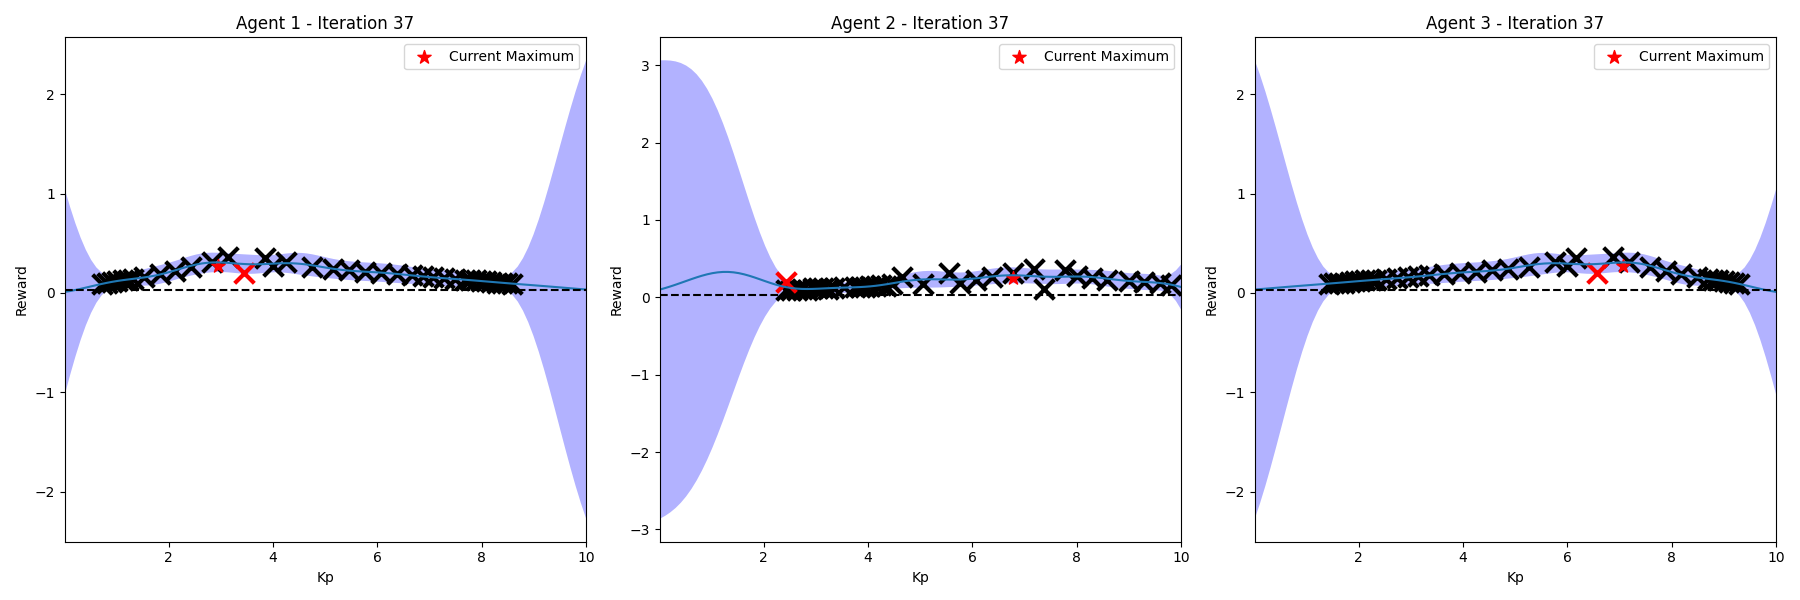 Agent 1 - Iteration 37
Current Maximum
Reward
2
1
0
−1
−2
2
4
6
8
10
Kp
Agent 2 - Iteration 37
Current Maximum
Reward
3
2
1
0
−1
−2
−3
2
4
6
8
10
Kp
Agent 3 - Iteration 37
Current Maximum
Reward
2
1
0
−1
−2
2
4
6
8
10
Kp